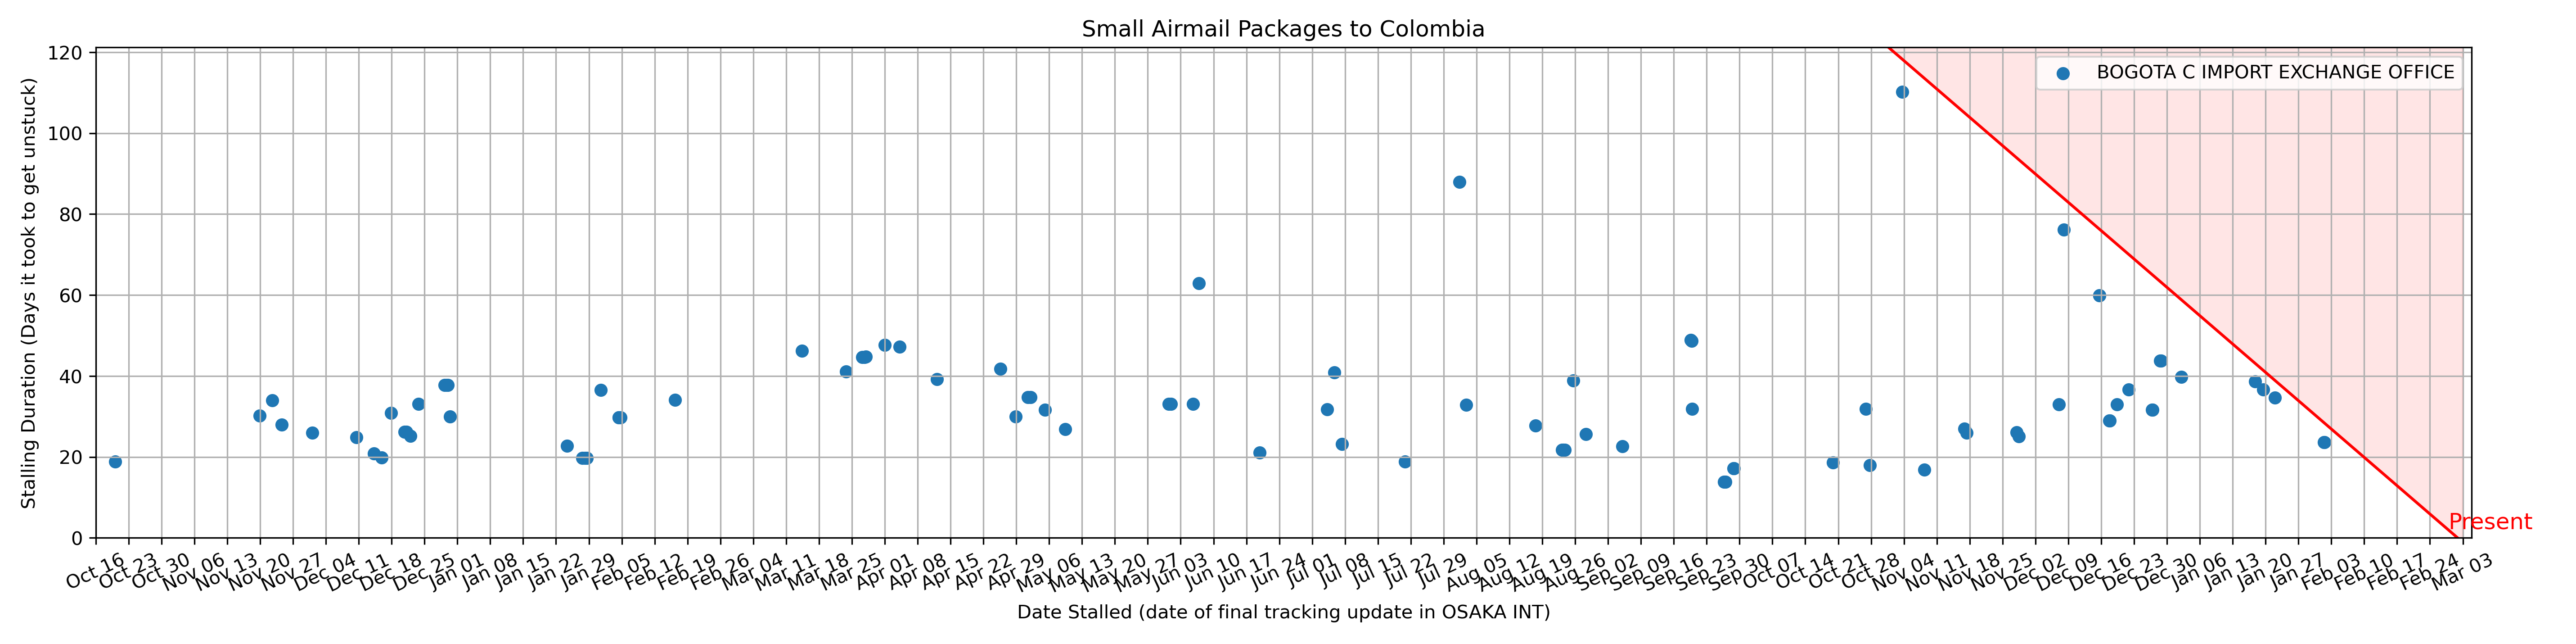 Small Airmail Packages to Colombia
120
100
80
60
40
20
0
Stalling Duration (Days it took to get unstuck)
BOGOTA C IMPORT EXCHANGE OFFICE
Present
Oct 16 Oct 23 Oct 30 Nov 06 Nov 13 Nov 20 Nov 27 Dec 04 Dec 11 Dec 18 Dec 25 Jan 01 Jan 08 Jan 15 Jan 22 Jan 29 Feb 05 Feb 12 Feb 19 Feb 26 Mar 04 Mar 11 Mar 18 Mar 25 Apr 01 Apr 08 Apr 15 Apr 22 Apr 29 May 06 May 13 May 20 May 27 Jun 03 Jun 10 Jun 17 Jun 24 Jul 01 Jul 08 Jul 15 Jul 22 Jul 29 Aug 05 Aug 12 Aug 19 Aug 26 Sep 02 Sep 09 Sep 16 Sep 23 Sep 30 Oct 07 Oct 14 Oct 21 Oct 28 Nov 04 Nov 11 Nov 18 Nov 25 Dec 02 Dec 09 Dec 16 Dec 23 Dec 30 Jan 06 Jan 13 Jan 20 Jan 27 Feb 03 Feb 10 Feb 17 Feb 24 Mar 03
Date Stalled (date of final tracking update in OSAKA INT)